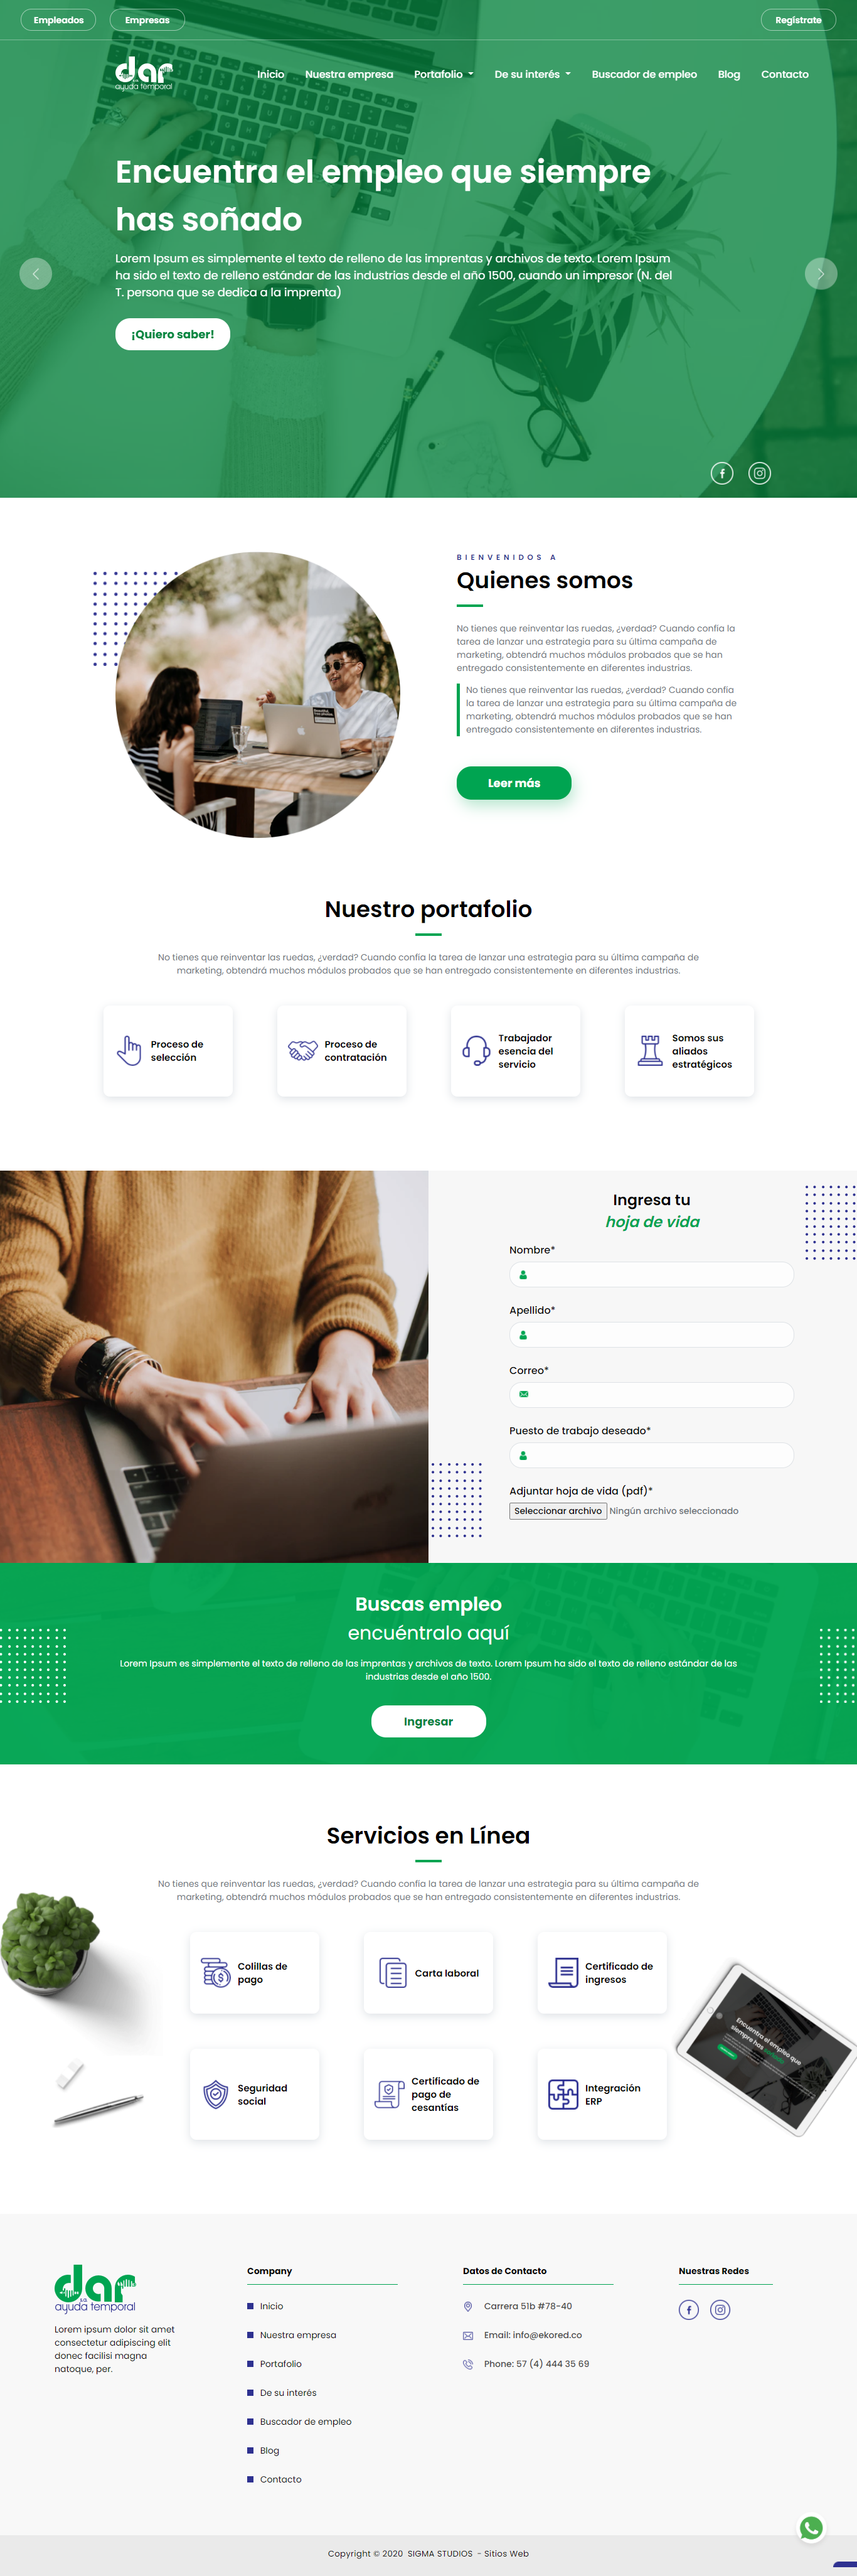 Empleados
Empresas
Regístrate
dar
ayuda temporal
Inicio
Nuestra empresa
Portafolio
De su interés
Buscador de empleo
Blog
Contacto
Encuentra el empleo que siempre
has soñado
Lorem Ipsum es simplemente el texto de relleno de las imprentas y archivos de texto. Lorem Ipsum
ha sido el texto de relleno estándar de las industrias desde el año 1500, cuando un impresor (N. del
T. persona que se dedica a la imprenta)
¡Quiero saber!
BIENVENIDOS A
Quienes somos
No tienes que reinventar las ruedas, ¿verdad? Cuando confía la
tarea de lanzar una estrategia para su última campaña de
marketing, obtendrá muchos módulos probados que se han
entregado consistentemente en diferentes industrias.
No tienes que reinventar las ruedas, ¿verdad? Cuando confía
la tarea de lanzar una estrategia para su última campaña de
marketing, obtendrá muchos módulos probados que se han
entregado consistentemente en diferentes industrias.
Leer más
Nuestro portafolio
No tienes que reinventar las ruedas, ¿verdad? Cuando confía la tarea de lanzar una estrategia para su última campaña de
marketing, obtendrá muchos módulos probados que se han entregado consistentemente en diferentes industrias.
Proceso de
selección
Proceso de
contratación
Trabajador
esencia del
servicio
Somos sus
aliados
estratégicos
Ingresa tu
hoja de vida
Nombre*
Apellido*
Correo*
Puesto de trabajo deseado*
Adjuntar hoja de vida (pdf)*
Seleccionar archivo Ningún archivo seleccionado
Buscas empleo
encuéntralo aquí
Lorem Ipsum es simplemente el texto de relleno de las imprentas y archivos de texto. Lorem Ipsum ha sido el texto de relleno estándar de las
industrias desde el año 1500.
Ingresar
Servicios en Línea
No tienes que reinventar las ruedas, ¿verdad? Cuando confía la tarea de lanzar una estrategia para su última campaña de
marketing, obtendrá muchos módulos probados que se han entregado consistentemente en diferentes industrias.
Colillas de
pago
Carta laboral
Certificado de
ingresos
Seguridad
social
Certificado de
pago de
cesantías
Integración
ERP
Encuentra el empleo que
siempre has soñado
dar
ayuda temporal
Lorem ipsum dolor sit amet
consectetur adipiscing elit
donec facilisi magna
natoque, per.
Company
Inicio
Nuestra empresa
Portafolio
De su interés
Buscador de empleo
Blog
Contacto
Datos de Contacto
Carrera 51b #78-40
Email: info@ekored.co
Phone: 57 (4) 444 35 69
Nuestras Redes
Copyright © 2020 SIGMA STUDIOS - Sitios Web